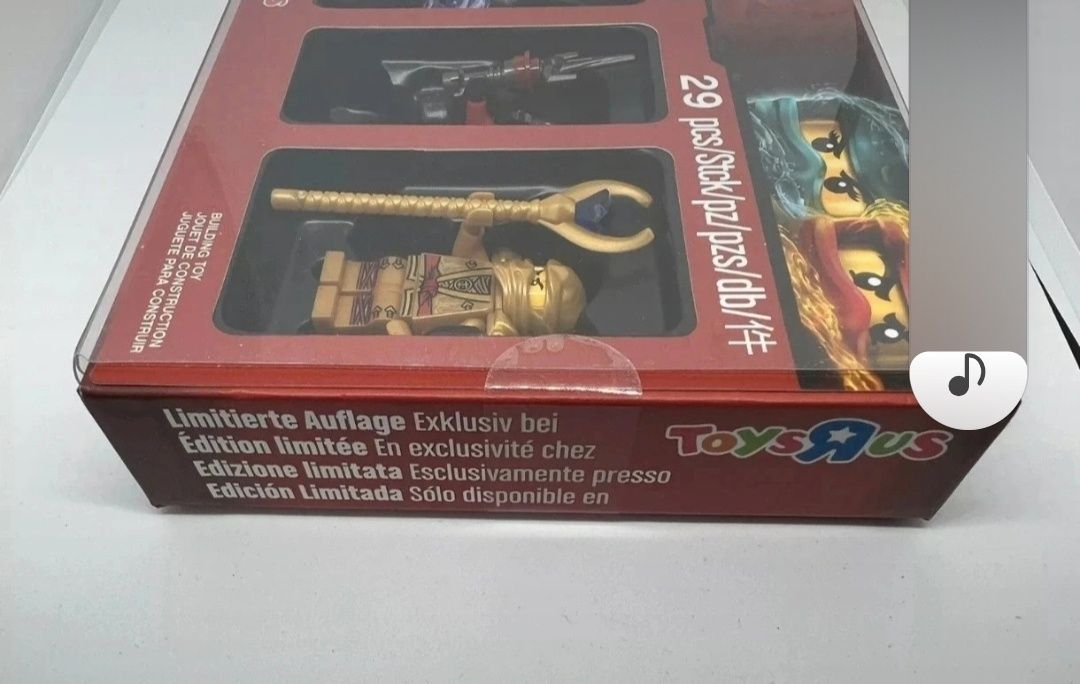 29 pcs/Stck/pz/pzs/db/件
BUILDING TOY
JOUET DE CONSTRUCTION
JUGUETE PARA CONSTRUIR
Limitierte Auflage Exklusiv bei
Édition limitée En exclusivité chez
Edizione limitata Esclusivamente presso
Edición Limitada Sólo disponible en
TOYSRUS